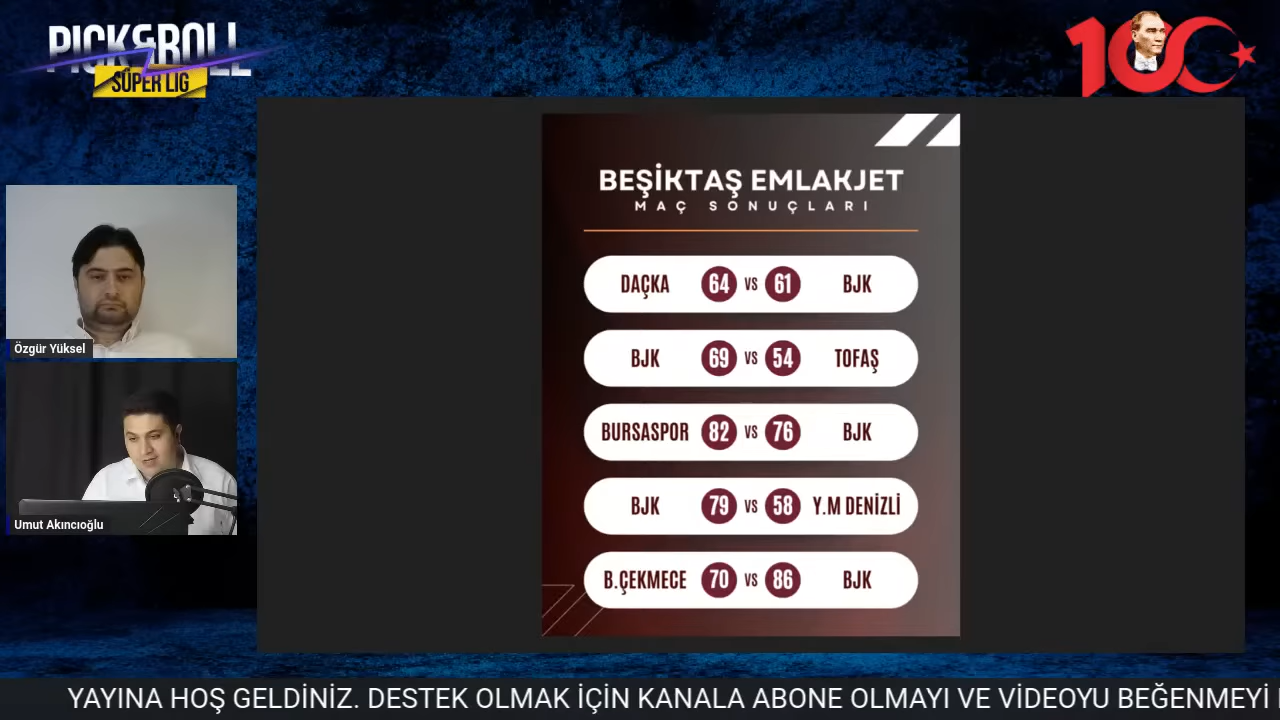 PICK&ROLL
SÜPER LIG
100
BEŞİKTAŞ EMLAKJET
MAÇ SONUÇLARI
DAÇKA 64 VS 61 BJK
BJK 69 VS 54 TOFAŞ
BURSASPOR 82 VS 76 BJK
BJK 79 VS 58 Y.M DENİZLİ
B.ÇEKMECE 70 VS 86 BJK
Özgür Yüksel
Umut Akıncıoğlu
YAYINA HOŞ GELDİNİZ. DESTEK OLMAK İÇİN KANALA ABONE OLMAYI VE VİDEOYU BEĞENMEYİ